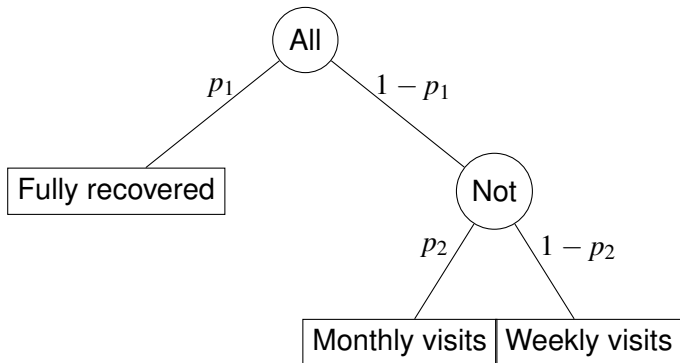 All
p₁
1 − p₁
Fully recovered
Not
p₂
1 − p₂
Monthly visits
Weekly visits